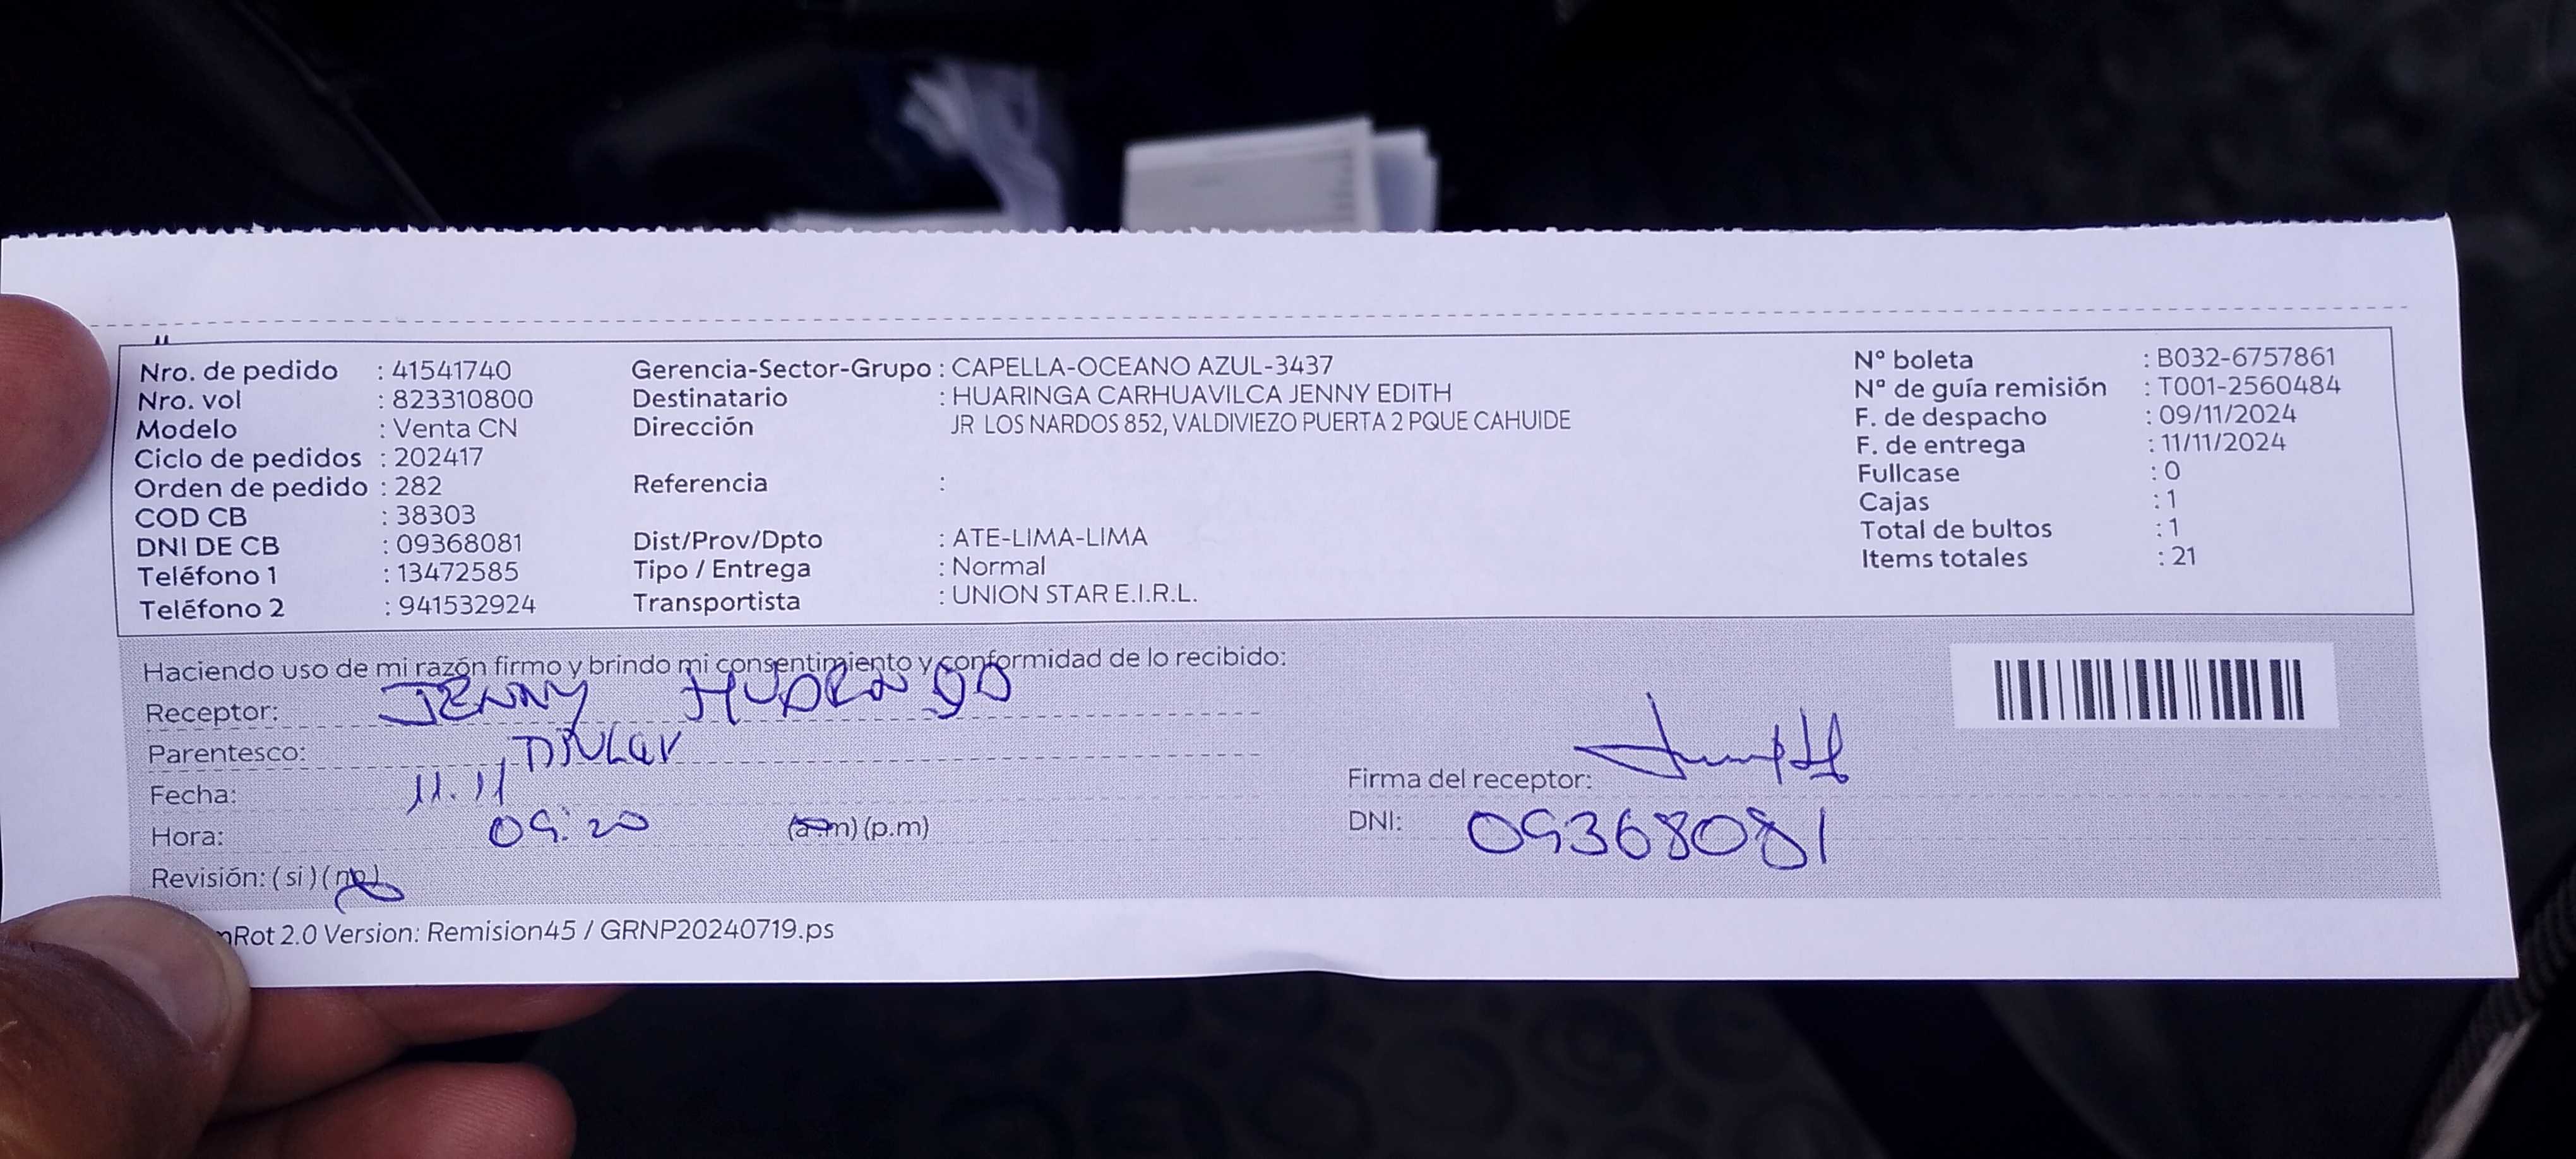 Nro. de pedido : 41541740
Nro. vol : 823310800
Modelo : Venta CN
Ciclo de pedidos : 202417
Orden de pedido : 282
COD CB : 38303
DNI DE CB : 09368081
Teléfono 1 : 13472585
Teléfono 2 : 941532924
Gerencia-Sector-Grupo : CAPELLA-OCEANO AZUL-3437
Destinatario : HUARINGA CARHUAVILCA JENNY EDITH
Dirección JR LOS NARDOS 852, VALDIVIEZO PUERTA 2 PQUE CAHUIDE
Referencia :
Dist/Prov/Dpto : ATE-LIMA-LIMA
Tipo / Entrega : Normal
Transportista : UNION STAR E.I.R.L.
N° boleta : B032-6757861
N° de guía remisión : T001-2560484
F. de despacho : 09/11/2024
F. de entrega : 11/11/2024
Fullcase : 0
Cajas : 1
Total de bultos : 1
Items totales : 21
Haciendo uso de mi razón firmo y brindo mi consentimiento y conformidad de lo recibido:
Receptor: JENNY
Parentesco:
Fecha: 11.11
Hora: 09:20 (a.m) (p.m)
Revisión: (si) (no)
Firma del receptor:
DNI: 09368081
Rot 2.0 Version: Remision45 / GRNP20240719.ps